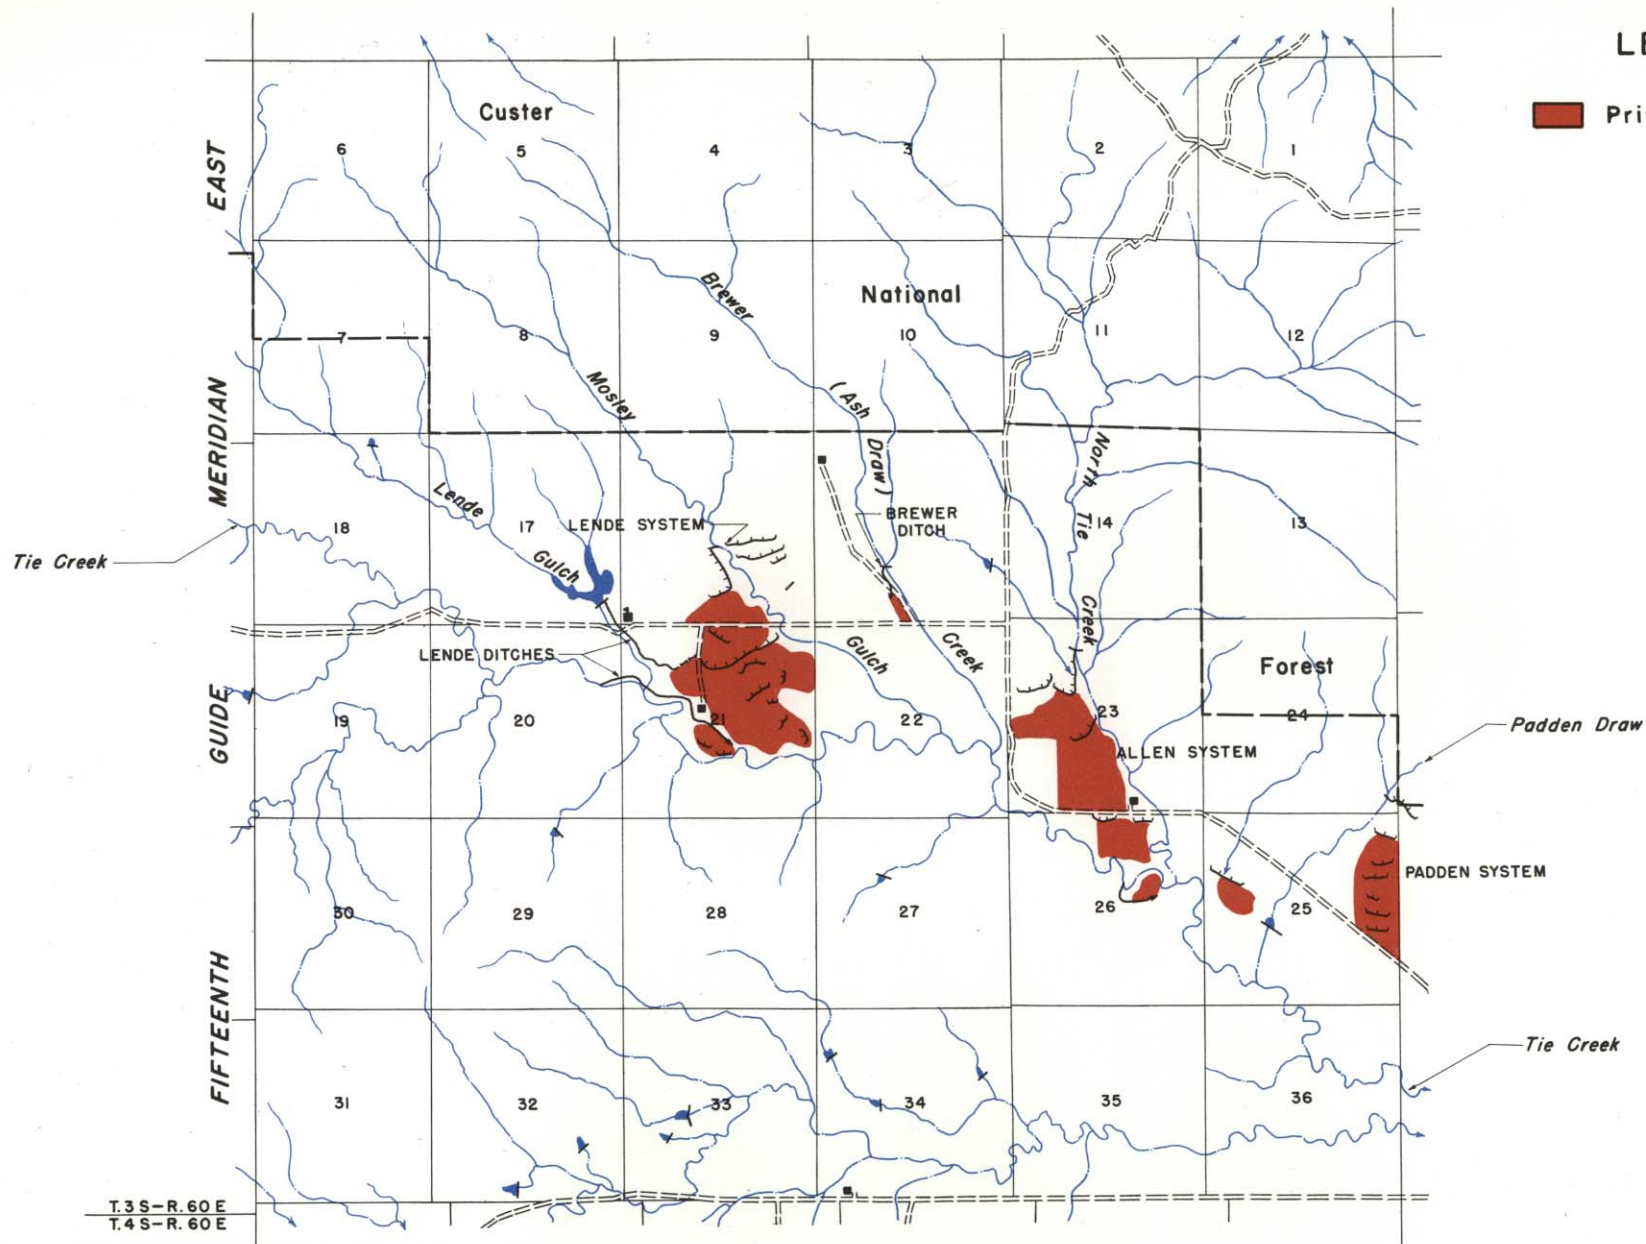 LE
Pri
Custer
6
5
4
3
2
1
EAST
Brewer
National
7
8
9
10
11
12
MERIDIAN
Mosley
(Ash
Draw)
North
Tie
Creek
Lende
Gulch
18
17
LENDE SYSTEM
BREWER
DITCH
14
13
Tie Creek
LENDE DITCHES
Gulch
Creek
Forest
GUIDE
19
20
21
22
23
24
Padden Draw
ALLEN SYSTEM
PADDEN SYSTEM
30
29
28
27
26
25
FIFTEENTH
Tie Creek
31
32
33
34
35
36
T.3 S-R.60 E
T.4 S-R.60 E